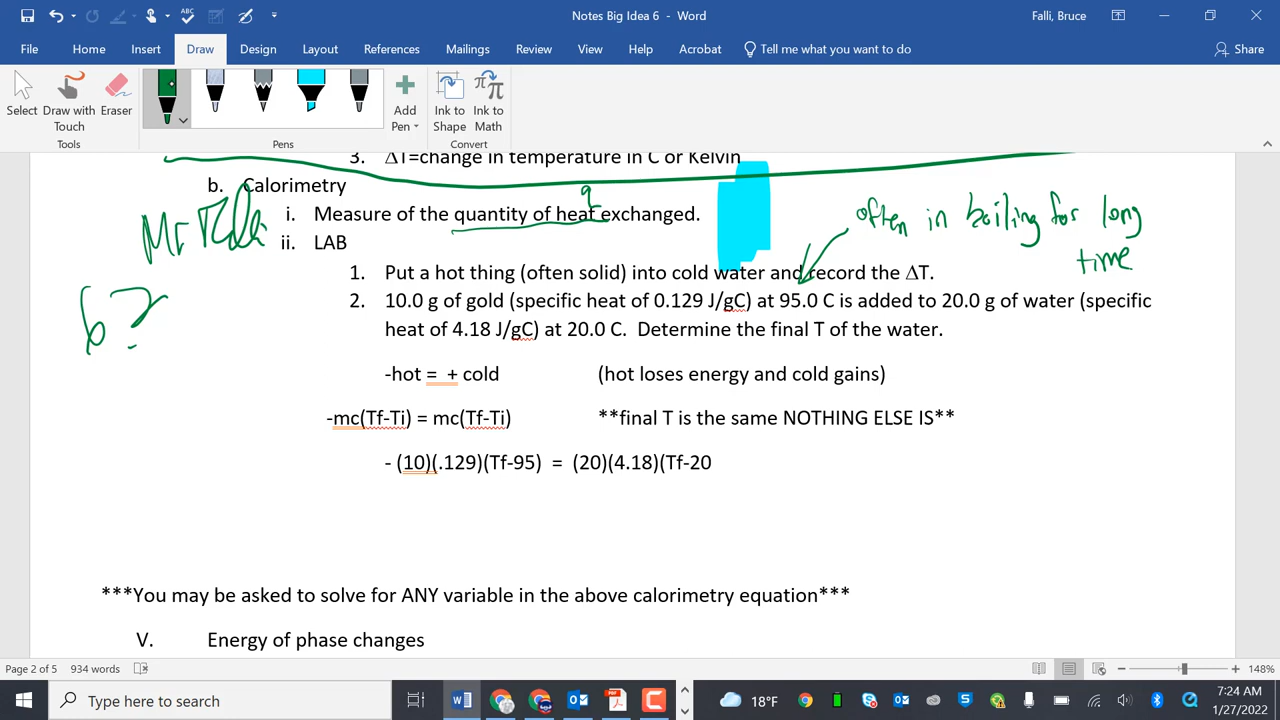 Notes Big Idea 6 - Word
Falli, Bruce
File Home Insert Draw Design Layout References Mailings Review View Help Acrobat Tell me what you want to do Share
Select Draw with Touch Eraser Add Pen Ink to Shape Ink to Math
Tools Pens Convert
3. ΔT=change in temperature in C or Kelvin
b. Calorimetry
q
i. Measure of the quantity of heat exchanged.
often in boiling for long
time
Mr
ii. LAB
1. Put a hot thing (often solid) into cold water and record the ΔT.
2. 10.0 g of gold (specific heat of 0.129 J/gC) at 95.0 C is added to 20.0 g of water (specific
heat of 4.18 J/gC) at 20.0 C. Determine the final T of the water.
6?
-hot = + cold (hot loses energy and cold gains)
-mc(Tf-Ti) = mc(Tf-Ti) **final T is the same NOTHING ELSE IS**
- (10)(.129)(Tf-95) = (20)(4.18)(Tf-20
***You may be asked to solve for ANY variable in the above calorimetry equation***
V. Energy of phase changes
Page 2 of 5 934 words 148%
Type here to search 18°F 7:24 AM
1/27/2022